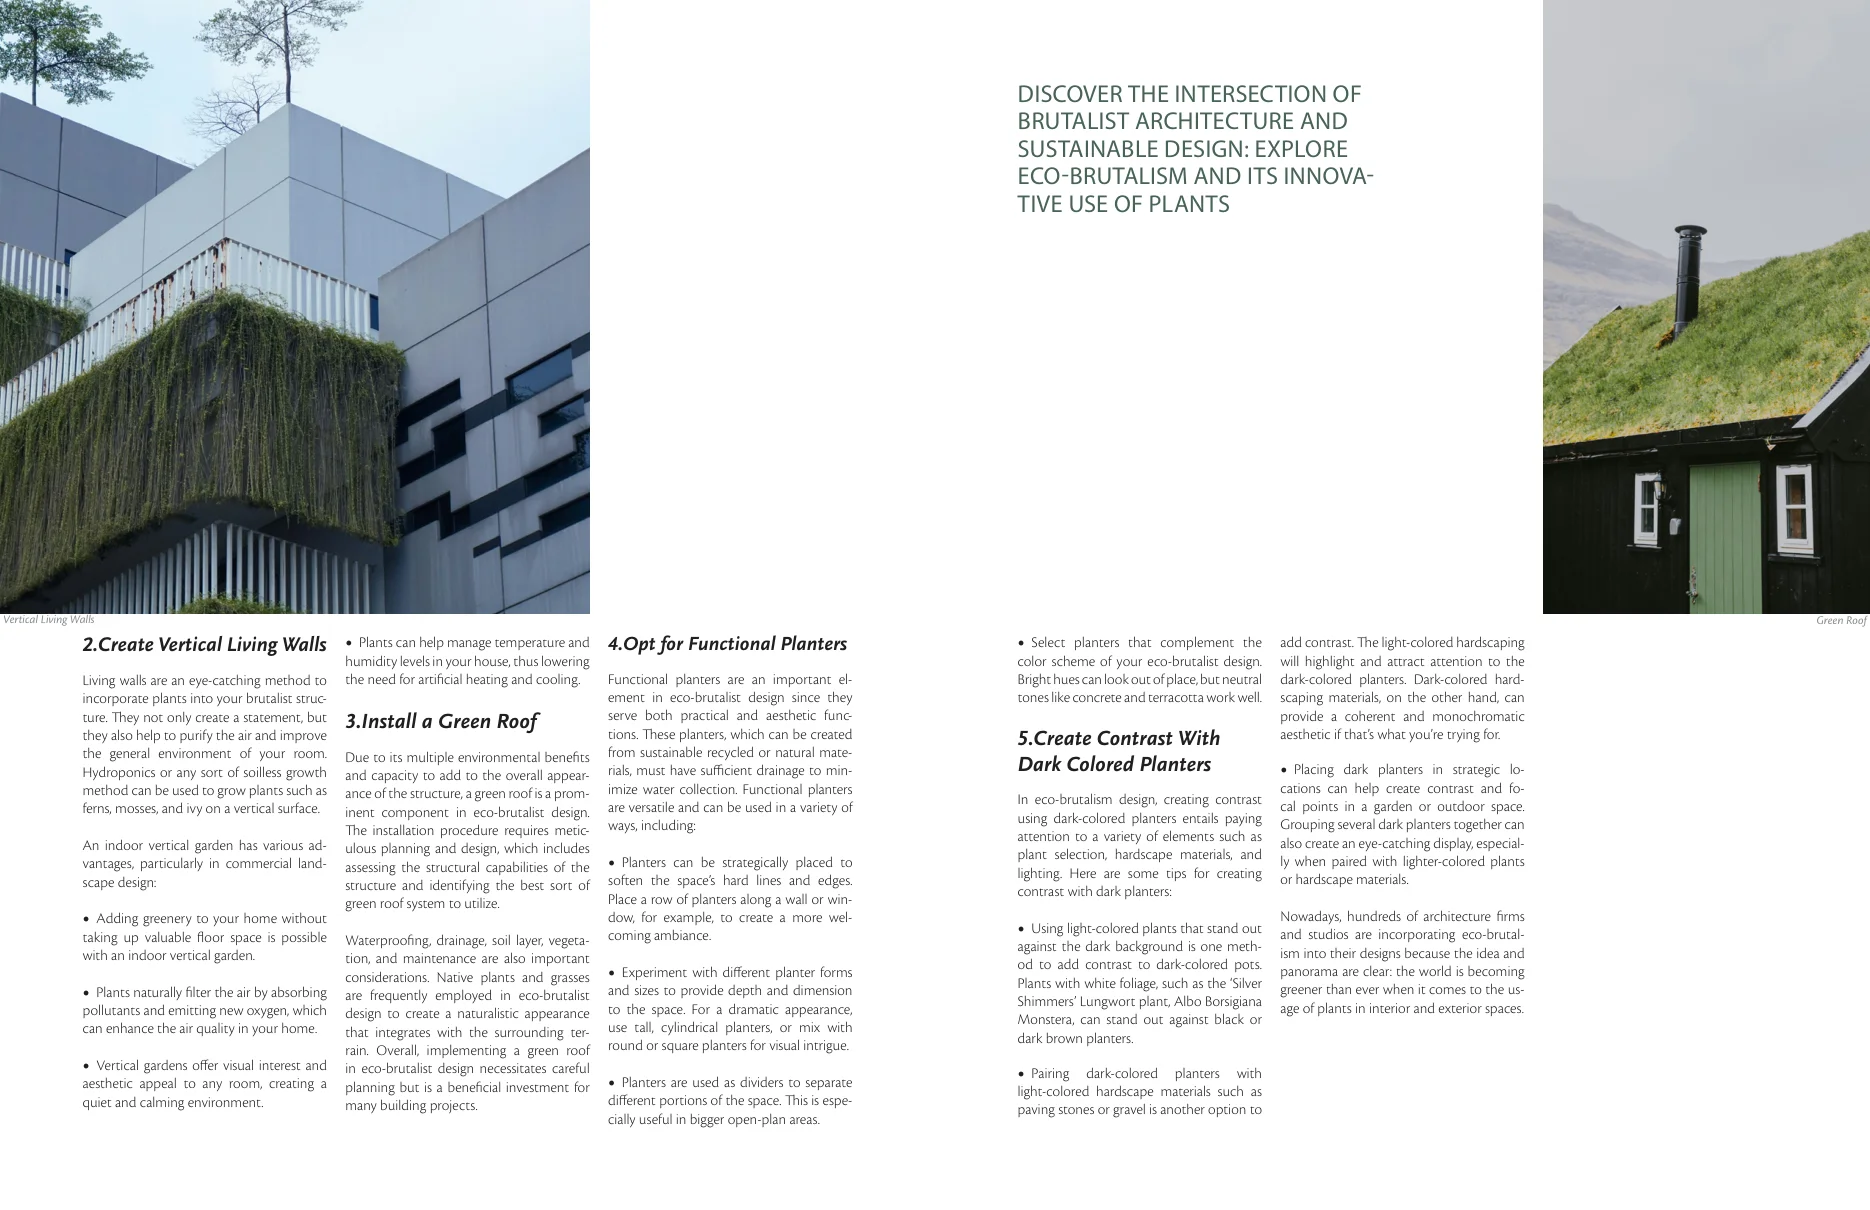 DISCOVER THE INTERSECTION OF
BRUTALIST ARCHITECTURE AND
SUSTAINABLE DESIGN: EXPLORE
ECO-BRUTALISM AND ITS INNOVA-
TIVE USE OF PLANTS
Vertical Living Walls
Green Roof
2.Create Vertical Living Walls
Living walls are an eye-catching method to
incorporate plants into your brutalist struc-
ture. They not only create a statement, but
they also help to purify the air and improve
the general environment of your room.
Hydroponics or any sort of soilless growth
method can be used to grow plants such as
ferns, mosses, and ivy on a vertical surface.
An indoor vertical garden has various ad-
vantages, particularly in commercial land-
scape design:
• Adding greenery to your home without
taking up valuable floor space is possible
with an indoor vertical garden.
• Plants naturally filter the air by absorbing
pollutants and emitting new oxygen, which
can enhance the air quality in your home.
• Vertical gardens offer visual interest and
aesthetic appeal to any room, creating a
quiet and calming environment.
• Plants can help manage temperature and
humidity levels in your house, thus lowering
the need for artificial heating and cooling.
3.Install a Green Roof
Due to its multiple environmental benefits
and capacity to add to the overall appear-
ance of the structure, a green roof is a prom-
inent component in eco-brutalist design.
The installation procedure requires metic-
ulous planning and design, which includes
assessing the structural capabilities of the
structure and identifying the best sort of
green roof system to utilize.
Waterproofing, drainage, soil layer, vegeta-
tion, and maintenance are also important
considerations. Native plants and grasses
are frequently employed in eco-brutalist
design to create a naturalistic appearance
that integrates with the surrounding ter-
rain. Overall, implementing a green roof
in eco-brutalist design necessitates careful
planning but is a beneficial investment for
many building projects.
4.Opt for Functional Planters
Functional planters are an important el-
ement in eco-brutalist design since they
serve both practical and aesthetic func-
tions. These planters, which can be created
from sustainable recycled or natural mate-
rials, must have sufficient drainage to min-
imize water collection. Functional planters
are versatile and can be used in a variety of
ways, including:
• Planters can be strategically placed to
soften the space's hard lines and edges.
Place a row of planters along a wall or win-
dow, for example, to create a more wel-
coming ambiance.
• Experiment with different planter forms
and sizes to provide depth and dimension
to the space. For a dramatic appearance,
use tall, cylindrical planters, or mix with
round or square planters for visual intrigue.
• Planters are used as dividers to separate
different portions of the space. This is espe-
cially useful in bigger open-plan areas.
• Select planters that complement the
color scheme of your eco-brutalist design.
Bright hues can look out of place, but neutral
tones like concrete and terracotta work well.
5.Create Contrast With
Dark Colored Planters
In eco-brutalism design, creating contrast
using dark-colored planters entails paying
attention to a variety of elements such as
plant selection, hardscape materials, and
lighting. Here are some tips for creating
contrast with dark planters:
• Using light-colored plants that stand out
against the dark background is one meth-
od to add contrast to dark-colored pots.
Plants with white foliage, such as the 'Silver
Shimmers' Lungwort plant, Albo Borsigiana
Monstera, can stand out against black or
dark brown planters.
• Pairing dark-colored planters with
light-colored hardscape materials such as
paving stones or gravel is another option to
add contrast. The light-colored hardscaping
will highlight and attract attention to the
dark-colored planters. Dark-colored hard-
scaping materials, on the other hand, can
provide a coherent and monochromatic
aesthetic if that's what you're trying for.
• Placing dark planters in strategic lo-
cations can help create contrast and fo-
cal points in a garden or outdoor space.
Grouping several dark planters together can
also create an eye-catching display, especial-
ly when paired with lighter-colored plants
or hardscape materials.
Nowadays, hundreds of architecture firms
and studios are incorporating eco-brutal-
ism into their designs because the idea and
panorama are clear: the world is becoming
greener than ever when it comes to the us-
age of plants in interior and exterior spaces.